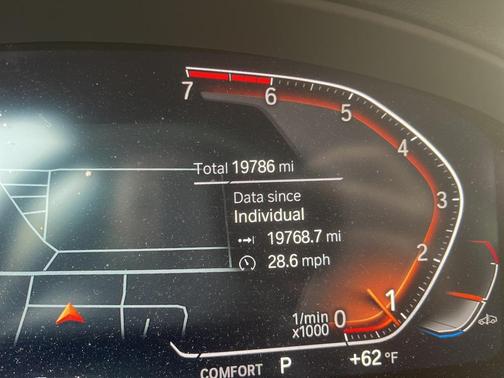 7
6
5
4
3
2
1
0
Total 19786 mi
Data since
Individual
19768.7 mi
28.6 mph
1/min
x1000
COMFORT P +62 °F